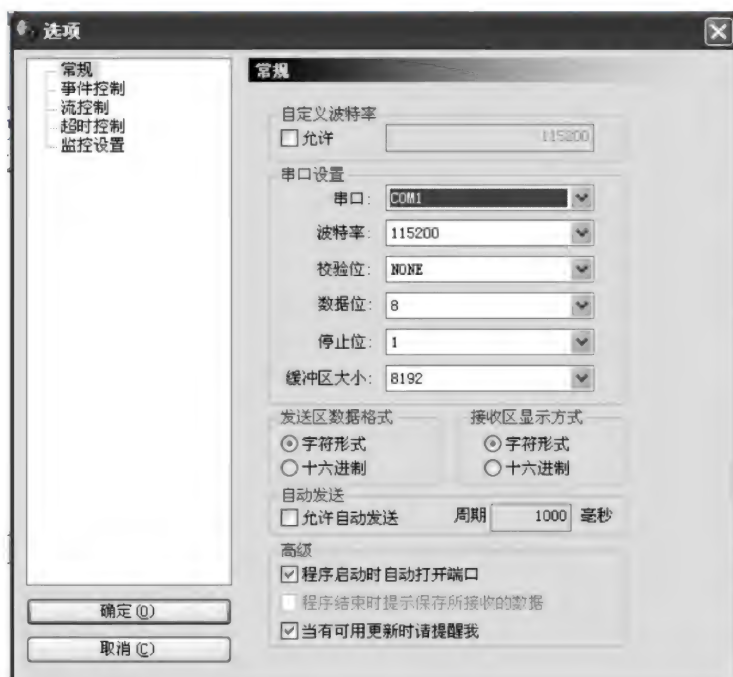 选项
常规
事件控制
流控制
超时控制
监控设置
确定(O)
取消(C)
常规
自定义波特率
允许 115200
串口设置
串口: COM1
波特率: 115200
校验位: NONE
数据位: 8
停止位: 1
缓冲区大小: 8192
发送区数据格式 接收区显示方式
字符形式 字符形式
十六进制 十六进制
自动发送
允许自动发送 周期 1000 毫秒
高级
程序启动时自动打开端口
程序结束时提示保存所接收的数据
当有可用更新时请提醒我